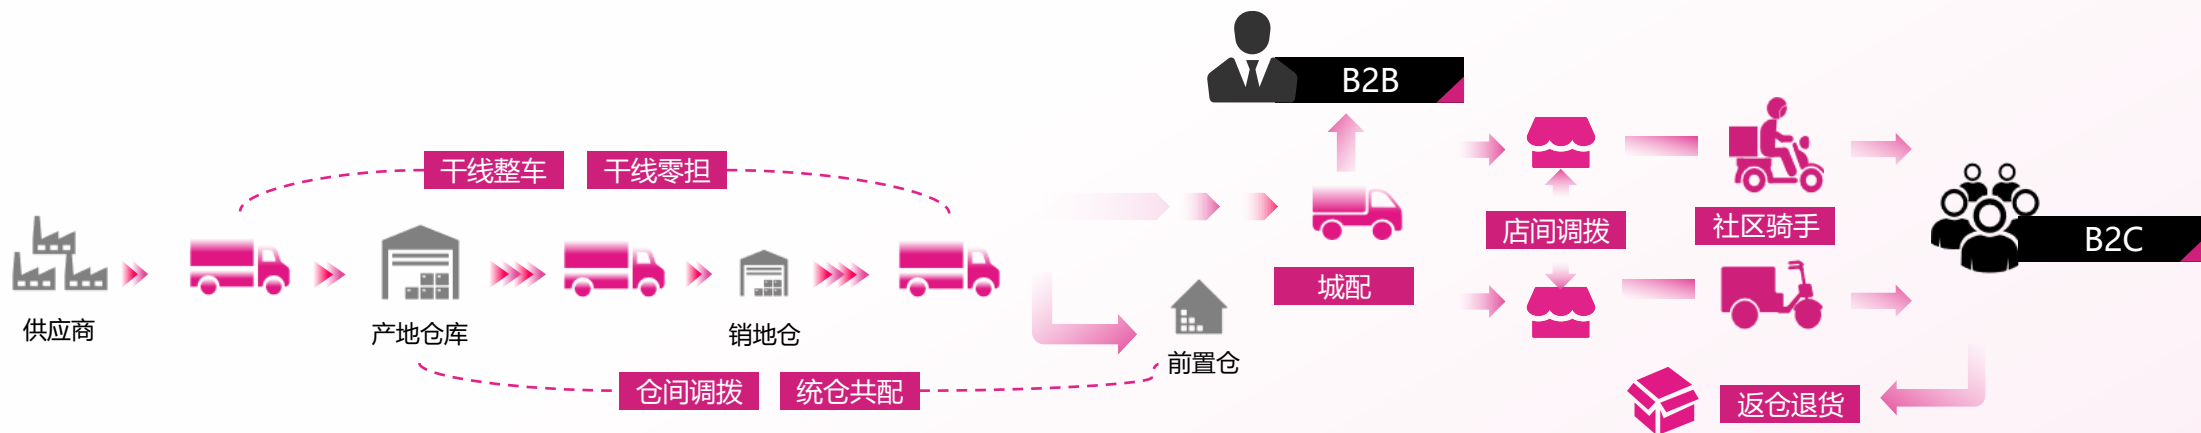 B2B
干线整车
干线零担
店间调拨
社区骑手
B2C
城配
供应商
产地仓库
销地仓
前置仓
仓间调拨
统仓共配
返仓退货